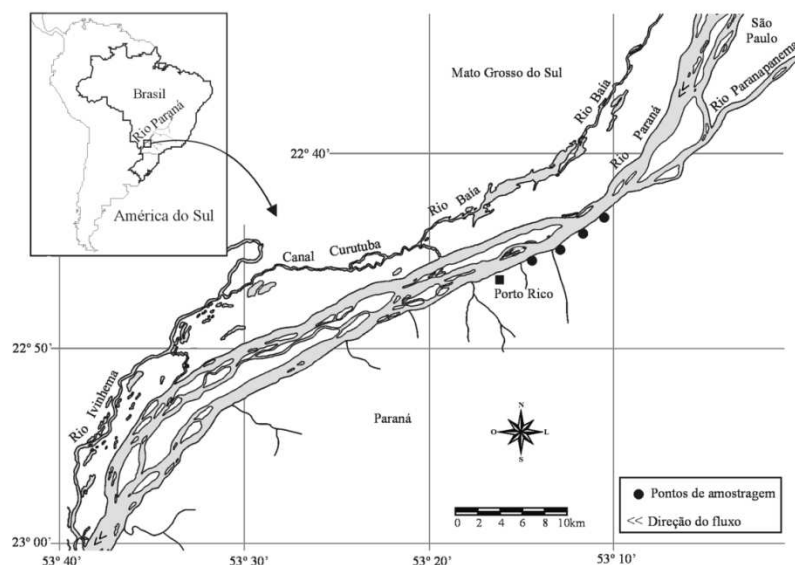 Brasil
Rio Paraná
América do Sul
São
Paulo
Mato Grosso do Sul
Rio Baía
Rio Paraná
Rio Paranapanema
22° 40'
Rio Baía
Canal Curutuba
Porto Rico
22° 50'
Rio Ivinhema
Paraná
N
O
L
S
Pontos de amostragem
<< Direção do fluxo
0 2 4 6 8 10km
23° 00'
53° 40'
53° 30'
53° 20'
53° 10'